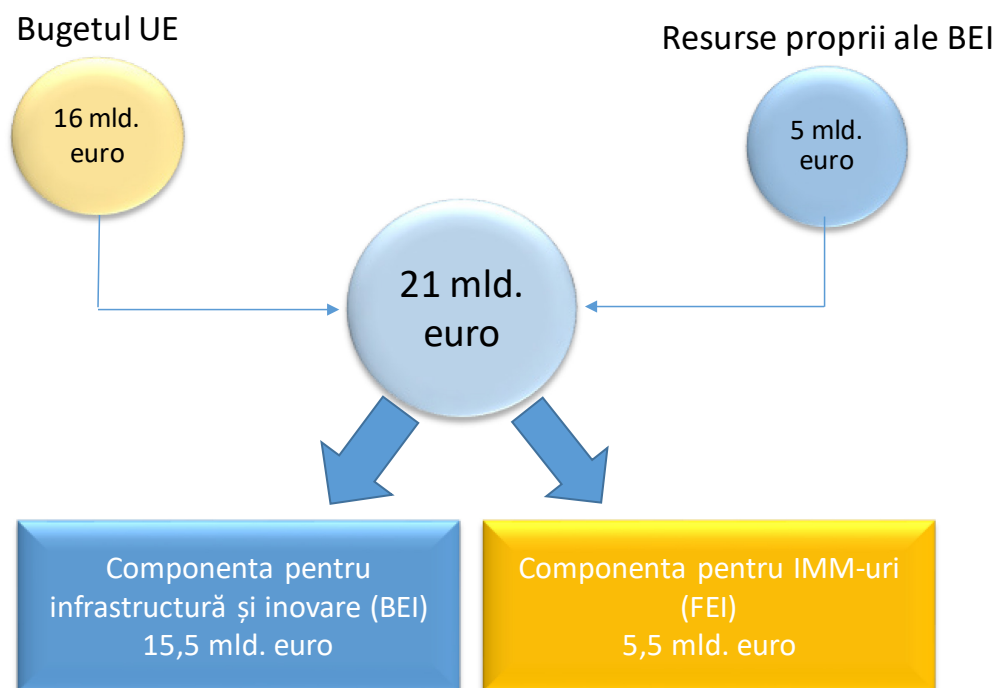 Bugetul UE
Resurse proprii ale BEI
16 mld.
euro
5 mld.
euro
21 mld.
euro
Componenta pentru
infrastructură și inovare (BEI)
15,5 mld. euro
Componenta pentru IMM-uri
(FEI)
5,5 mld. euro